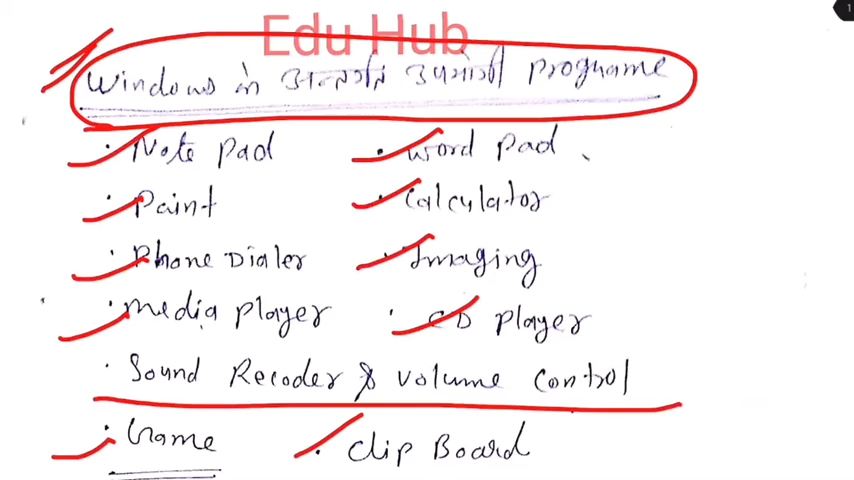 Edu Hub
Windows के अन्तर्गत उपयोगी Programe
· Note Pad · Word Pad
· Paint · Calculator
· Phone Dialer · Imaging
· Media Player · CD Player
· Sound Recoder & Volume Control
· Game · Clip Board
1